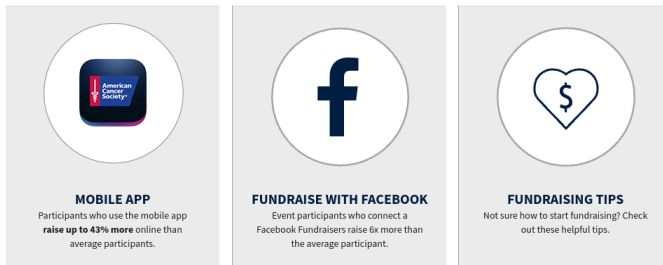 American
Cancer
Society®
MOBILE APP
Participants who use the mobile app
raise up to 43% more online than
average participants.
f
FUNDRAISE WITH FACEBOOK
Event participants who connect a
Facebook Fundraisers raise 6x more than
the average participant.
$
FUNDRAISING TIPS
Not sure how to start fundraising? Check
out these helpful tips.